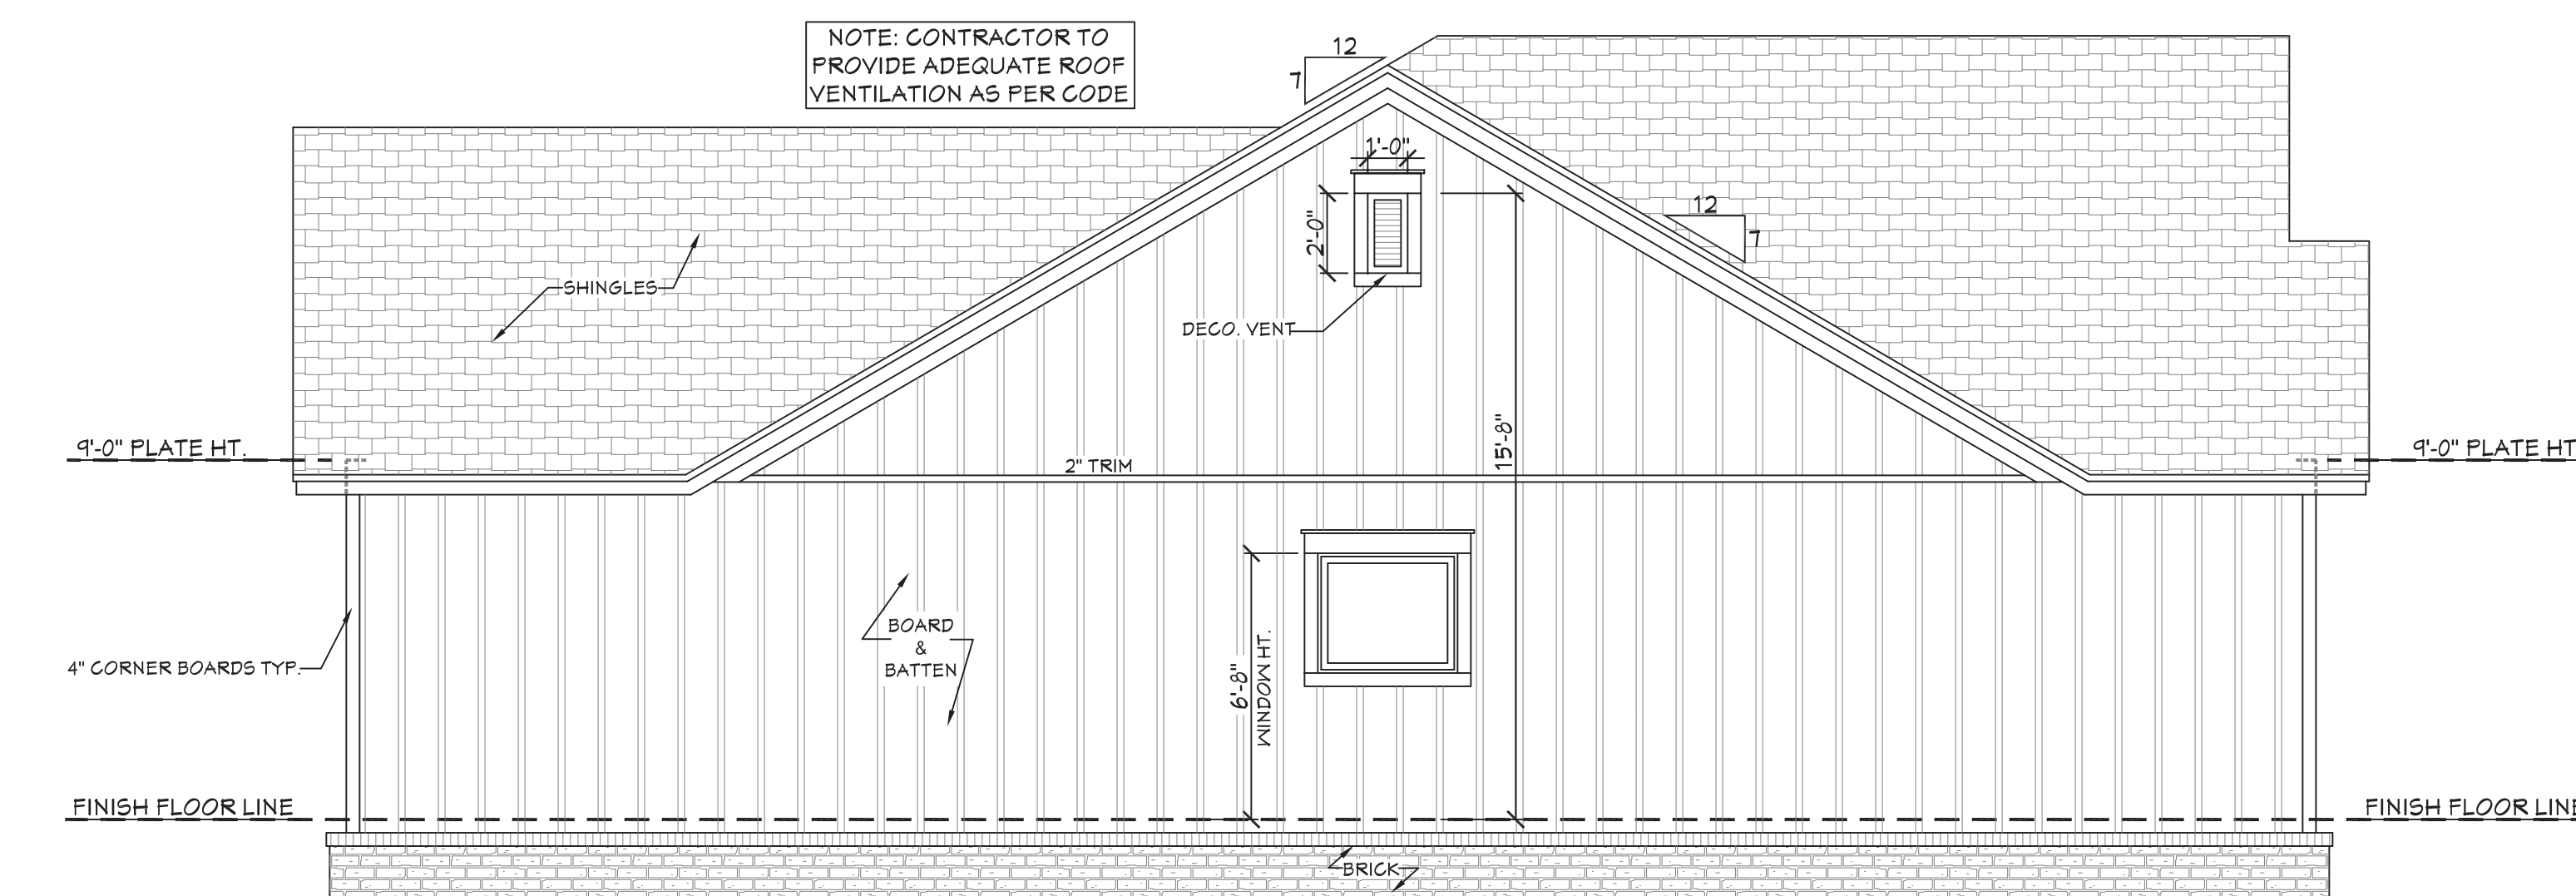 NOTE: CONTRACTOR TO
PROVIDE ADEQUATE ROOF
VENTILATION AS PER CODE
12
7
1'-0"
2'-0"
12
7
SHINGLES
DECO. VENT
15'-8"
9'-0" PLATE HT.
9'-0" PLATE HT
2" TRIM
BOARD
&
BATTEN
6'-8"
WINDOW HT.
4" CORNER BOARDS TYP.
FINISH FLOOR LINE
FINISH FLOOR LINE
BRICK